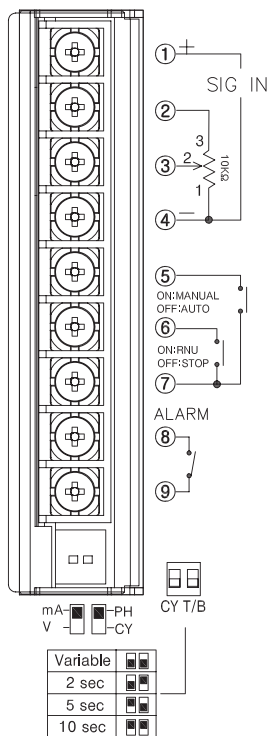 ① +
SIG IN
②
3
③ 2 10KΩ
1
④ −
⑤
ON:MANUAL
OFF:AUTO
⑥
ON:RNU
OFF:STOP
⑦
ALARM
⑧
⑨
mA PH
V CY
CY T/B
Variable
2 sec
5 sec
10 sec